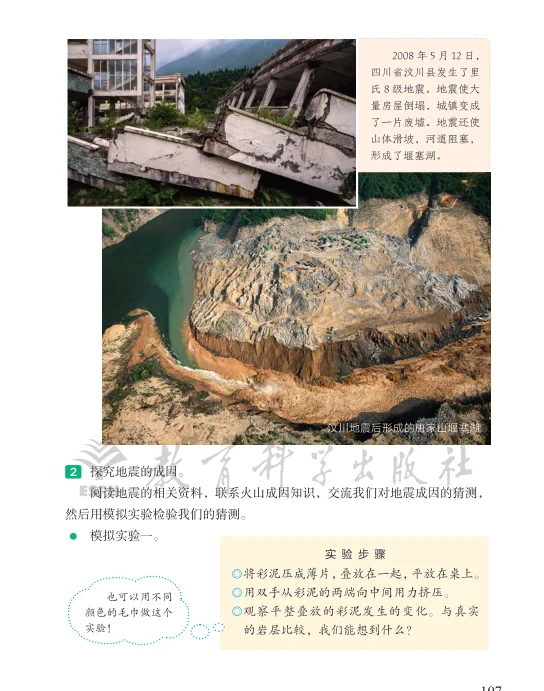 2008 年 5 月 12 日，
四川省汶川县发生了里
氏 8 级地震。地震使大
量房屋倒塌，城镇变成
了一片废墟。地震还使
山体滑坡，河道阻塞，
形成了堰塞湖。
汶川地震后形成的唐家山堰塞湖
教育科学出版社
2 探究地震的成因。
阅读地震的相关资料，联系火山成因知识，交流我们对地震成因的猜测，
然后用模拟实验检验我们的猜测。
● 模拟实验一。
实 验 步 骤
◎将彩泥压成薄片，叠放在一起，平放在桌上。
◎用双手从彩泥的两端向中间用力挤压。
◎观察平整叠放的彩泥发生的变化。与真实
的岩层比较，我们能想到什么？
也可以用不同
颜色的毛巾做这个
实验！
107